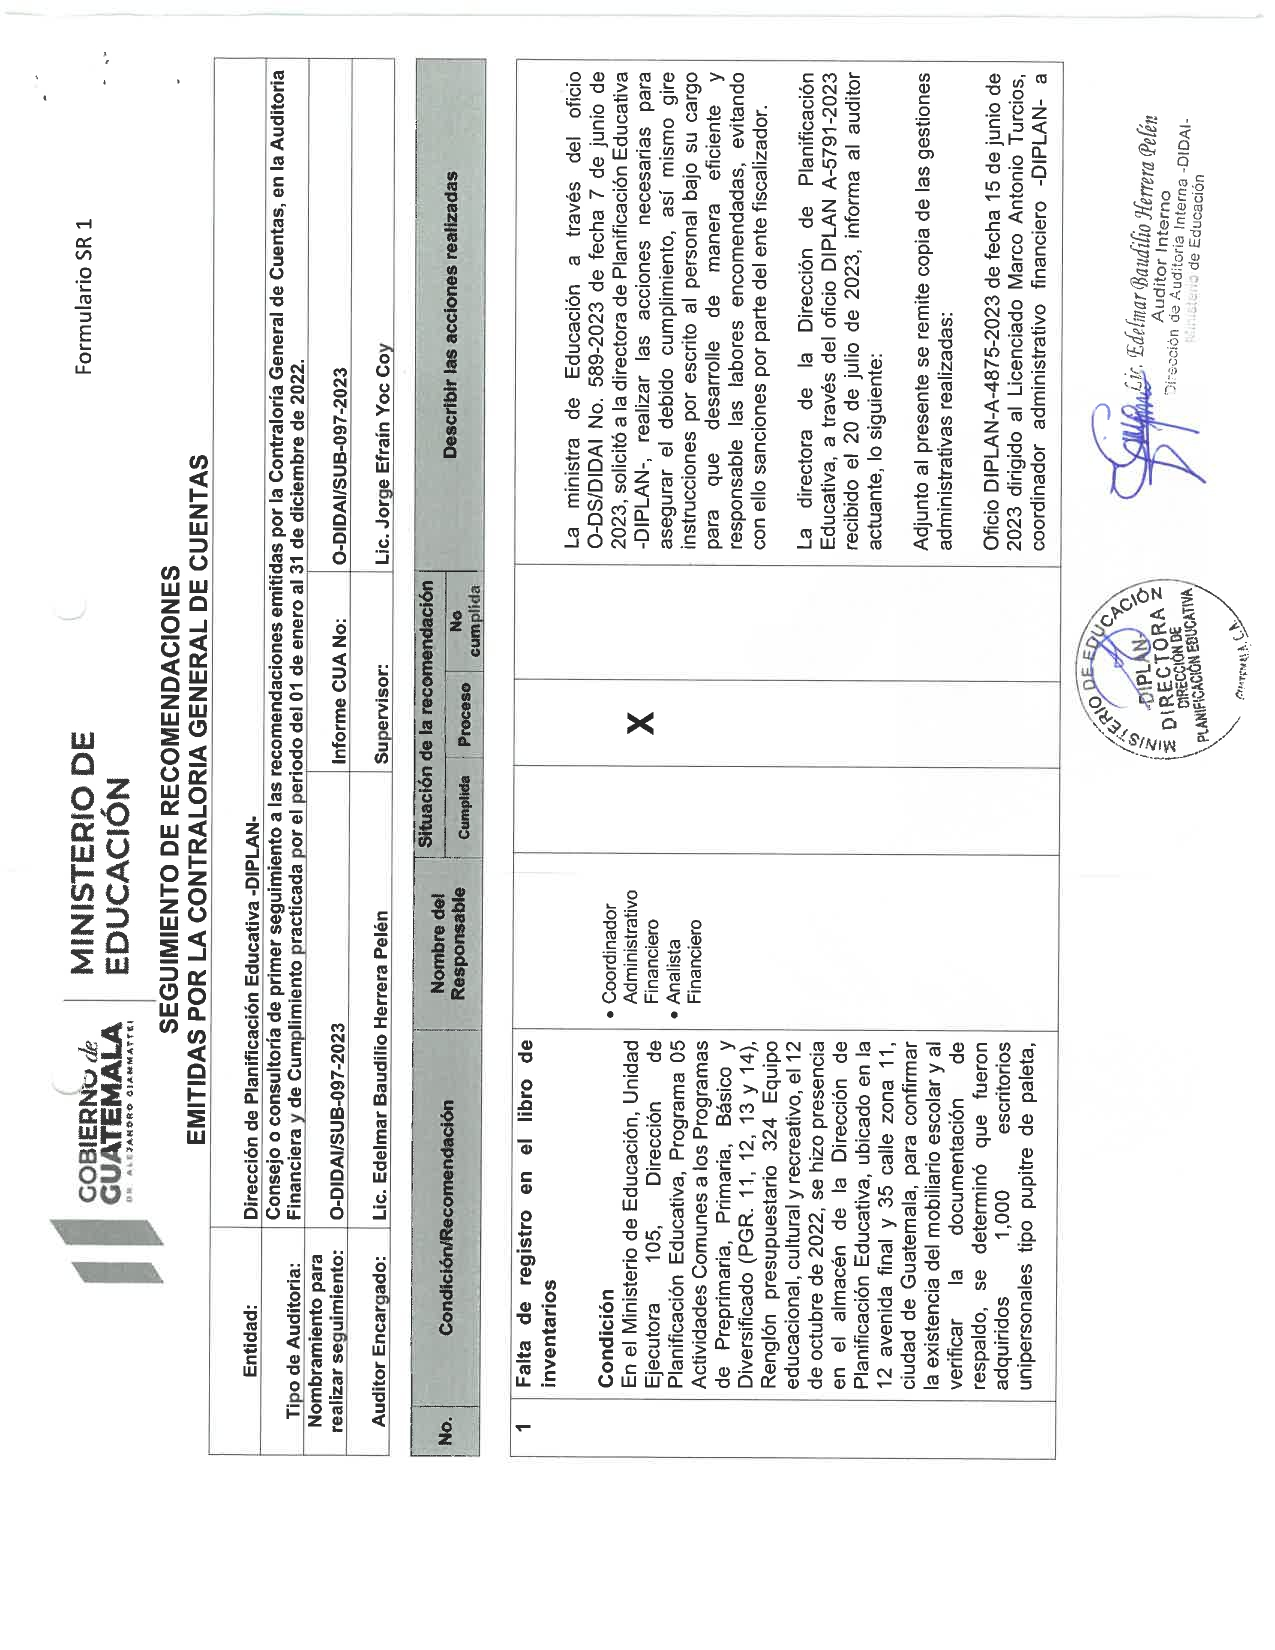 Formulario SR 1
GOBIERNO de
GUATEMALA
DR. ALEJANDRO GIAMMATTEI
MINISTERIO DE
EDUCACIÓN
SEGUIMIENTO DE RECOMENDACIONES
EMITIDAS POR LA CONTRALORIA GENERAL DE CUENTAS
Entidad:
Dirección de Planificación Educativa -DIPLAN-
Tipo de Auditoria:
Consejo o consultoría de primer seguimiento a las recomendaciones emitidas por la Contraloría General de Cuentas, en la Auditoria
Financiera y de Cumplimiento practicada por el periodo del 01 de enero al 31 de diciembre de 2022.
Nombramiento para
realizar seguimiento:
O-DIDAI/SUB-097-2023
Informe CUA No:
O-DIDAI/SUB-097-2023
Auditor Encargado:
Lic. Edelmar Baudilio Herrera Pelén
Supervisor:
Lic. Jorge Efraín Yoc Coy
No.
Condición/Recomendación
Nombre del
Responsable
Situación de la recomendación
Cumplida
Proceso
No
cumplida
Describir las acciones realizadas
1
Falta de registro en el libro de
inventarios
Condición
En el Ministerio de Educación, Unidad
Ejecutora 105, Dirección de
Planificación Educativa, Programa 05
Actividades Comunes a los Programas
de Preprimaria, Primaria, Básico y
Diversificado (PGR. 11, 12, 13 y 14),
Renglón presupuestario 324 Equipo
educacional, cultural y recreativo, el 12
de octubre de 2022, se hizo presencia
en el almacén de la Dirección de
Planificación Educativa, ubicado en la
12 avenida final y 35 calle zona 11,
ciudad de Guatemala, para confirmar
la existencia del mobiliario escolar y al
verificar la documentación de
respaldo, se determinó que fueron
adquiridos 1,000 escritorios
unipersonales tipo pupitre de paleta,
• Coordinador
Administrativo
Financiero
• Analista
Financiero
X
La ministra de Educación a través del oficio
O-DS/DIDAI No. 589-2023 de fecha 7 de junio de
2023, solicitó a la directora de Planificación Educativa
-DIPLAN-, realizar las acciones necesarias para
asegurar el debido cumplimiento, así mismo gire
instrucciones por escrito al personal bajo su cargo
para que desarrolle de manera eficiente y
responsable las labores encomendadas, evitando
con ello sanciones por parte del ente fiscalizador.
La directora de la Dirección de Planificación
Educativa, a través del oficio DIPLAN A-5791-2023
recibido el 20 de julio de 2023, informa al auditor
actuante, lo siguiente:
Adjunto al presente se remite copia de las gestiones
administrativas realizadas:
Oficio DIPLAN-A-4875-2023 de fecha 15 de junio de
2023 dirigido al Licenciado Marco Antonio Turcios,
coordinador administrativo financiero -DIPLAN- a
MINISTERIO DE EDUCACIÓN
-DIPLAN-
DIRECTORA
DIRECCIÓN DE
PLANIFICACIÓN EDUCATIVA
GUATEMALA, C.A.
Lic. Edelmar Baudilio Herrera Pelén
Auditor Interno
Dirección de Auditoría Interna -DIDAI-
Ministerio de Educación